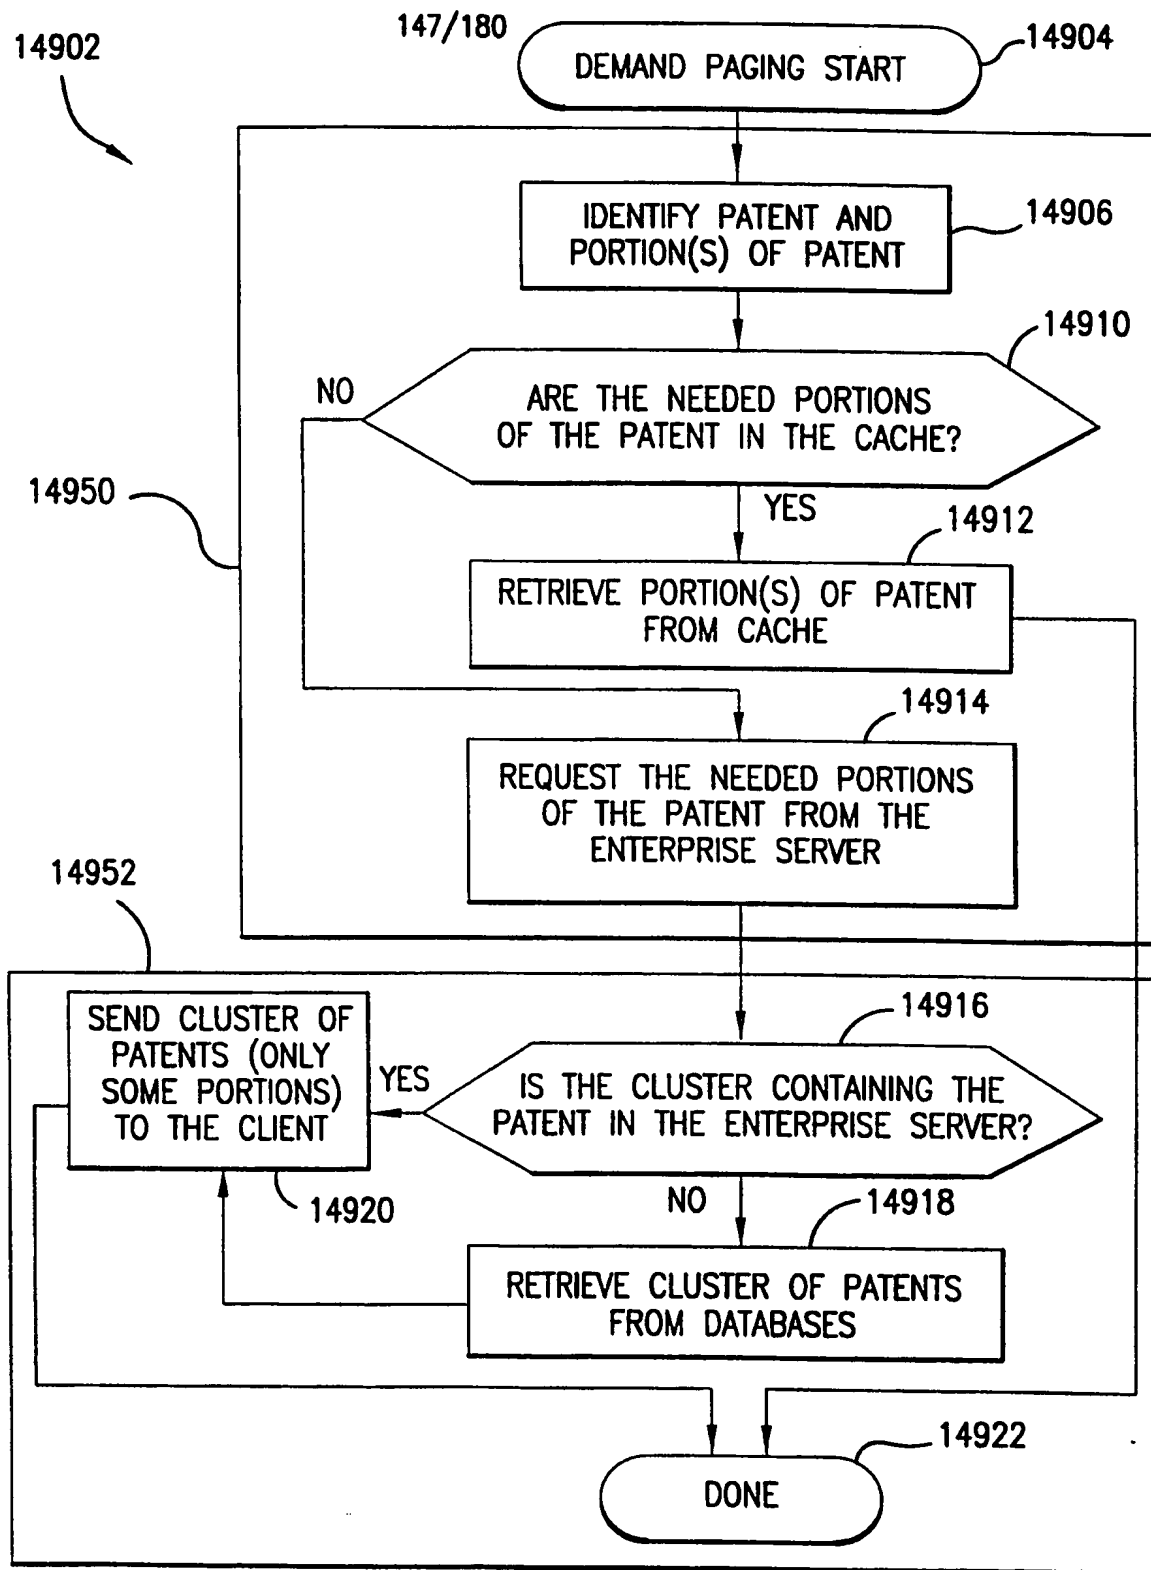 147/180
14902
DEMAND PAGING START
14904
IDENTIFY PATENT AND
PORTION(S) OF PATENT
14906
14910
NO
ARE THE NEEDED PORTIONS
OF THE PATENT IN THE CACHE?
14950
YES
14912
RETRIEVE PORTION(S) OF PATENT
FROM CACHE
14914
REQUEST THE NEEDED PORTIONS
OF THE PATENT FROM THE
ENTERPRISE SERVER
14952
SEND CLUSTER OF
PATENTS (ONLY
SOME PORTIONS)
TO THE CLIENT
YES
14916
IS THE CLUSTER CONTAINING THE
PATENT IN THE ENTERPRISE SERVER?
14920
NO
14918
RETRIEVE CLUSTER OF PATENTS
FROM DATABASES
14922
DONE